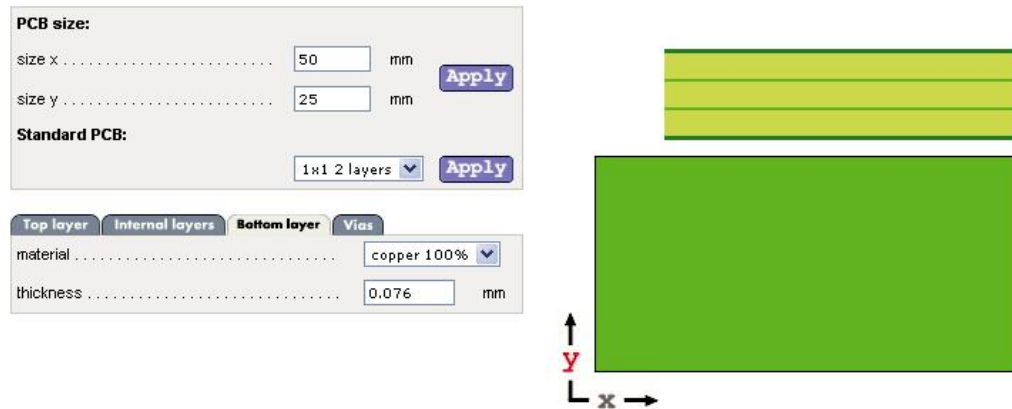 PCB size:
size x ........................ 50 mm
Apply
size y ........................ 25 mm
Standard PCB:
1x1 2 layers Apply
Top layer Internal layers Bottom layer Vias
material .............................. copper 100%
thickness ............................. 0.076 mm
y
x